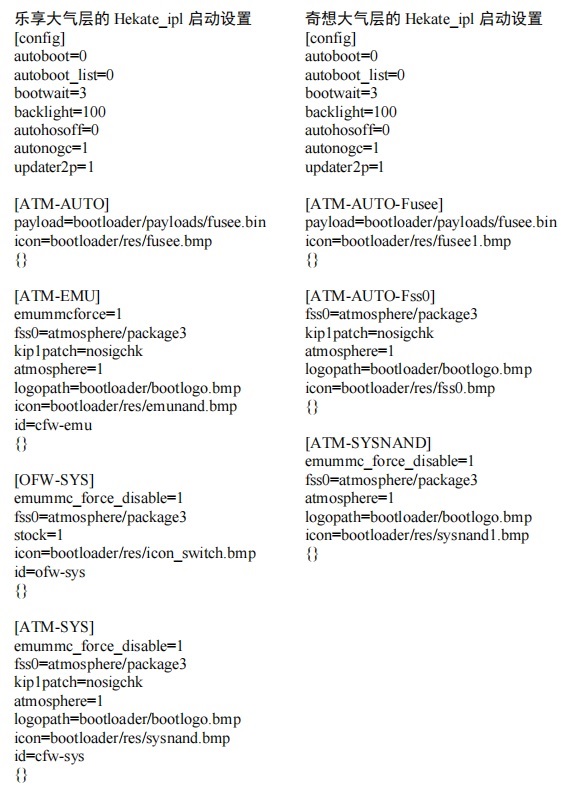 乐享大气层的 Hekate_ipl 启动设置
[config]
autoboot=0
autoboot_list=0
bootwait=3
backlight=100
autohosoff=0
autonogc=1
updater2p=1

[ATM-AUTO]
payload=bootloader/payloads/fusee.bin
icon=bootloader/res/fusee.bmp
{}

[ATM-EMU]
emummcforce=1
fss0=atmosphere/package3
kip1patch=nosigchk
atmosphere=1
logopath=bootloader/bootlogo.bmp
icon=bootloader/res/emunand.bmp
id=cfw-emu
{}

[OFW-SYS]
emummc_force_disable=1
fss0=atmosphere/package3
stock=1
icon=bootloader/res/icon_switch.bmp
id=ofw-sys
{}

[ATM-SYS]
emummc_force_disable=1
fss0=atmosphere/package3
kip1patch=nosigchk
atmosphere=1
logopath=bootloader/bootlogo.bmp
icon=bootloader/res/sysnand.bmp
id=cfw-sys
{}

奇想大气层的 Hekate_ipl 启动设置
[config]
autoboot=0
autoboot_list=0
bootwait=3
backlight=100
autohosoff=0
autonogc=1
updater2p=1

[ATM-AUTO-Fusee]
payload=bootloader/payloads/fusee.bin
icon=bootloader/res/fusee1.bmp
{}

[ATM-AUTO-Fss0]
fss0=atmosphere/package3
kip1patch=nosigchk
atmosphere=1
logopath=bootloader/bootlogo.bmp
icon=bootloader/res/fss0.bmp
{}

[ATM-SYSNAND]
emummc_force_disable=1
fss0=atmosphere/package3
atmosphere=1
logopath=bootloader/bootlogo.bmp
icon=bootloader/res/sysnand1.bmp
{}